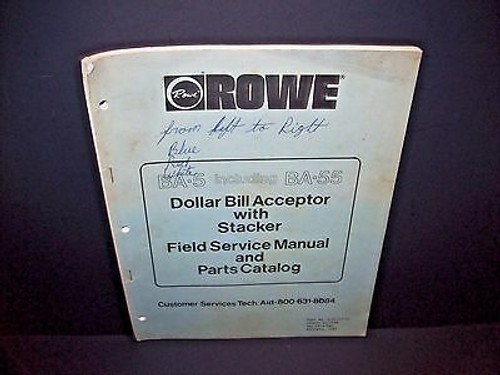 Rowe ROWE
from left to Right
Blue
White
BA-5 including BA-55
Dollar Bill Acceptor
with
Stacker
Field Service Manual
and
Parts Catalog
Customer Services Tech Aid-800 631-8084